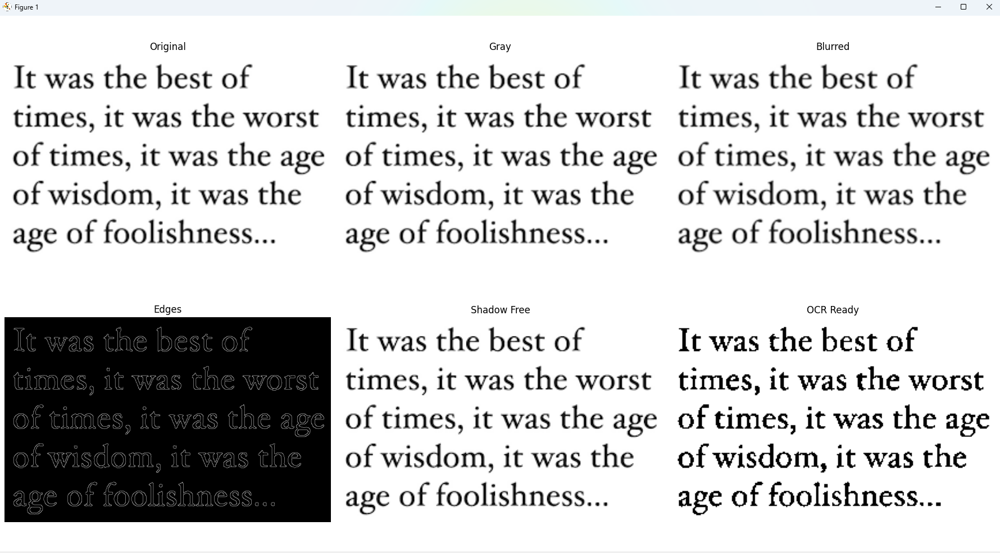 Figure 1
Original
It was the best of
times, it was the worst
of times, it was the age
of wisdom, it was the
age of foolishness...
Gray
It was the best of
times, it was the worst
of times, it was the age
of wisdom, it was the
age of foolishness...
Blurred
It was the best of
times, it was the worst
of times, it was the age
of wisdom, it was the
age of foolishness...
Edges
It was the best of
times, it was the worst
of times, it was the age
of wisdom, it was the
age of foolishness...
Shadow Free
It was the best of
times, it was the worst
of times, it was the age
of wisdom, it was the
age of foolishness...
OCR Ready
It was the best of
times, it was the worst
of times, it was the age
of wisdom, it was the
age of foolishness...